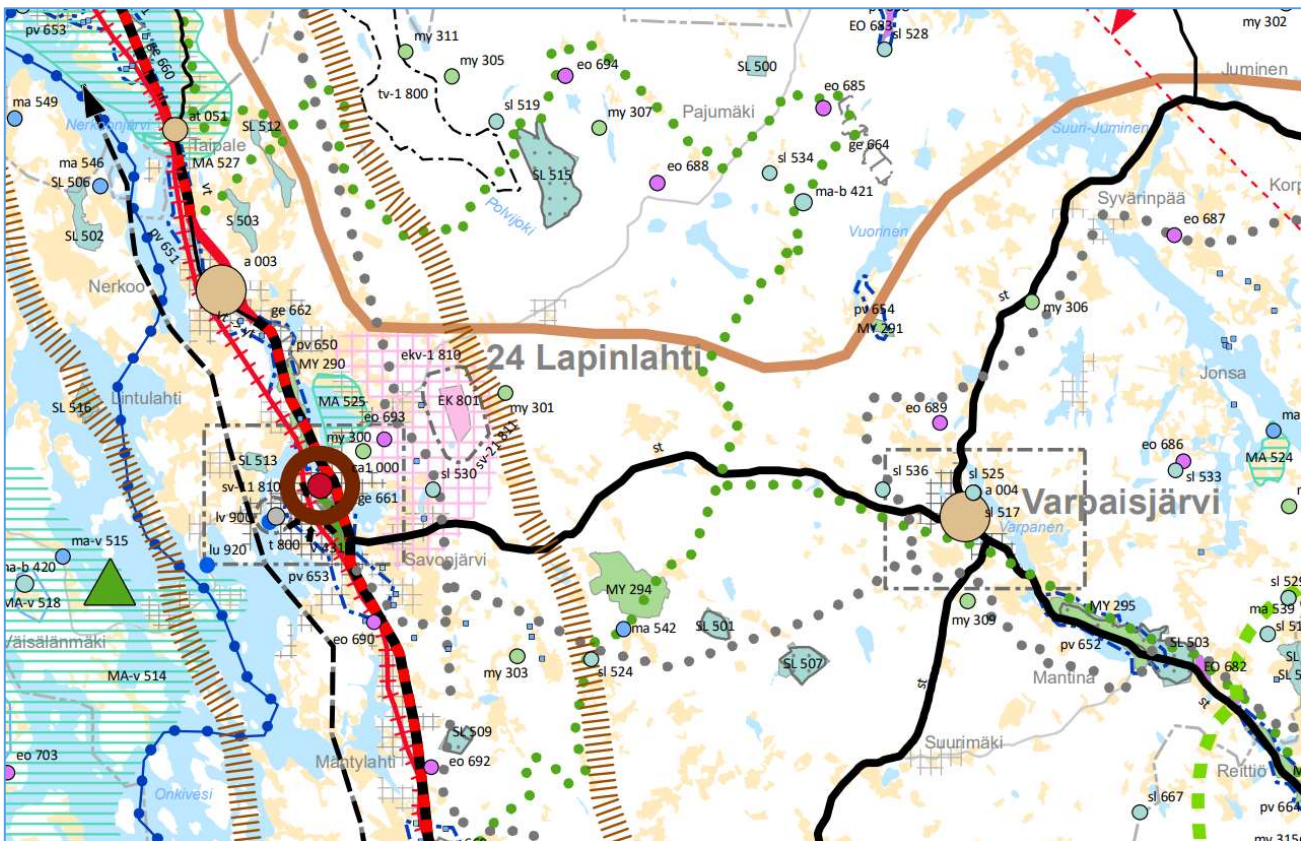 pv 653
ge 660
my 311
my 305
eo 694
EO 683
sl 528
my 302
Juminen
ma 549
at 051
tv-1 800
sl 519
SL 500
my 307
Pajumäki
eo 685
Nerkoonjärvi
Taipale
SL 512
Suuri-Juminen
ma 546
MA 527
SL 506
vt
SL 515
eo 688
sl 534
ge 664
ma-b 421
Syvärinpää
S 503
Polvijoki
eo 687
SL 502
pv 651
Vuorinen
a 003
Nerkoo
ge 662
st
pv 654
my 306
MY 291
pv 650
MY 290
ekv-1 810
24 Lapinlahti
Jonsa
Lintulahti
MA 525
EK 801
SL 516
my 301
eo 693
eo 689
my 300
sv-21 811
st
eo 686
SL 513
ca1 000
sl 530
sl 536
sl 525
sl 533
MA-524
sv-11 810
ge 661
a 004
Varpaisjärvi
sl 517
lv 900
Varpanen
t 800
ma-v 515
lu 920
Savonjärvi
pv 653
MA-v 518
MY 294
sl 529
my 309
MY 295
ma 539
Väisälänmäki
eo 690
ma 542
SL 501
pv 652
SL 503
my 303
sl 524
SL 507
EO 682
MA-v 514
st
Mantina
st
SL 509
Suurimäki
eo 703
Mäntylahti
eo 692
Reittiö
Onkivesi
sl 667
pv 664